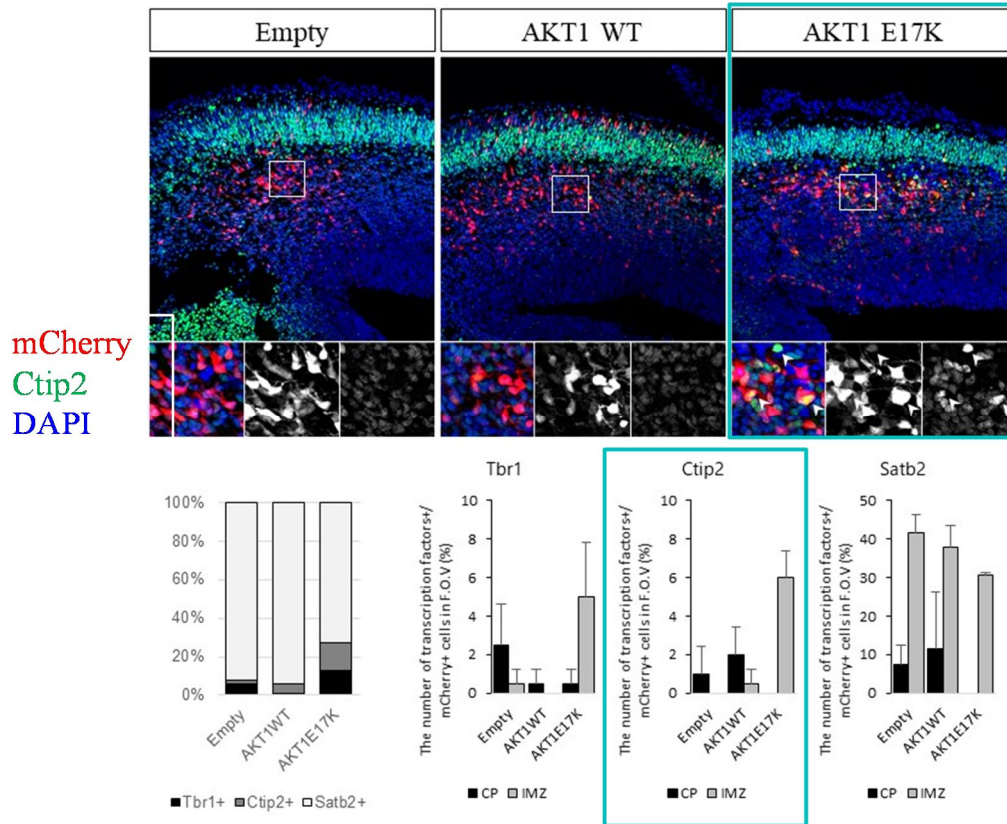 Empty
AKT1 WT
AKT1 E17K
mCherry
Ctip2
DAPI
100%
80%
60%
40%
20%
0%
Empty
AKT1WT
AKT1E17K
Tbr1+ Ctip2+ Satb2+
Tbr1
The number of transcription factors+/
mCherry+ cells in F.O.V (%)
10
8
6
4
2
0
Empty
AKT1WT
AKT1E17K
CP IMZ
Ctip2
The number of transcription factors+/
mCherry+ cells in F.O.V (%)
10
8
6
4
2
0
Empty
AKT1WT
AKT1E17K
CP IMZ
Satb2
The number of transcription factors+/
mCherry+ cells in F.O.V (%)
50
40
30
20
10
0
Empty
AKT1WT
AKT1E17K
CP IMZ